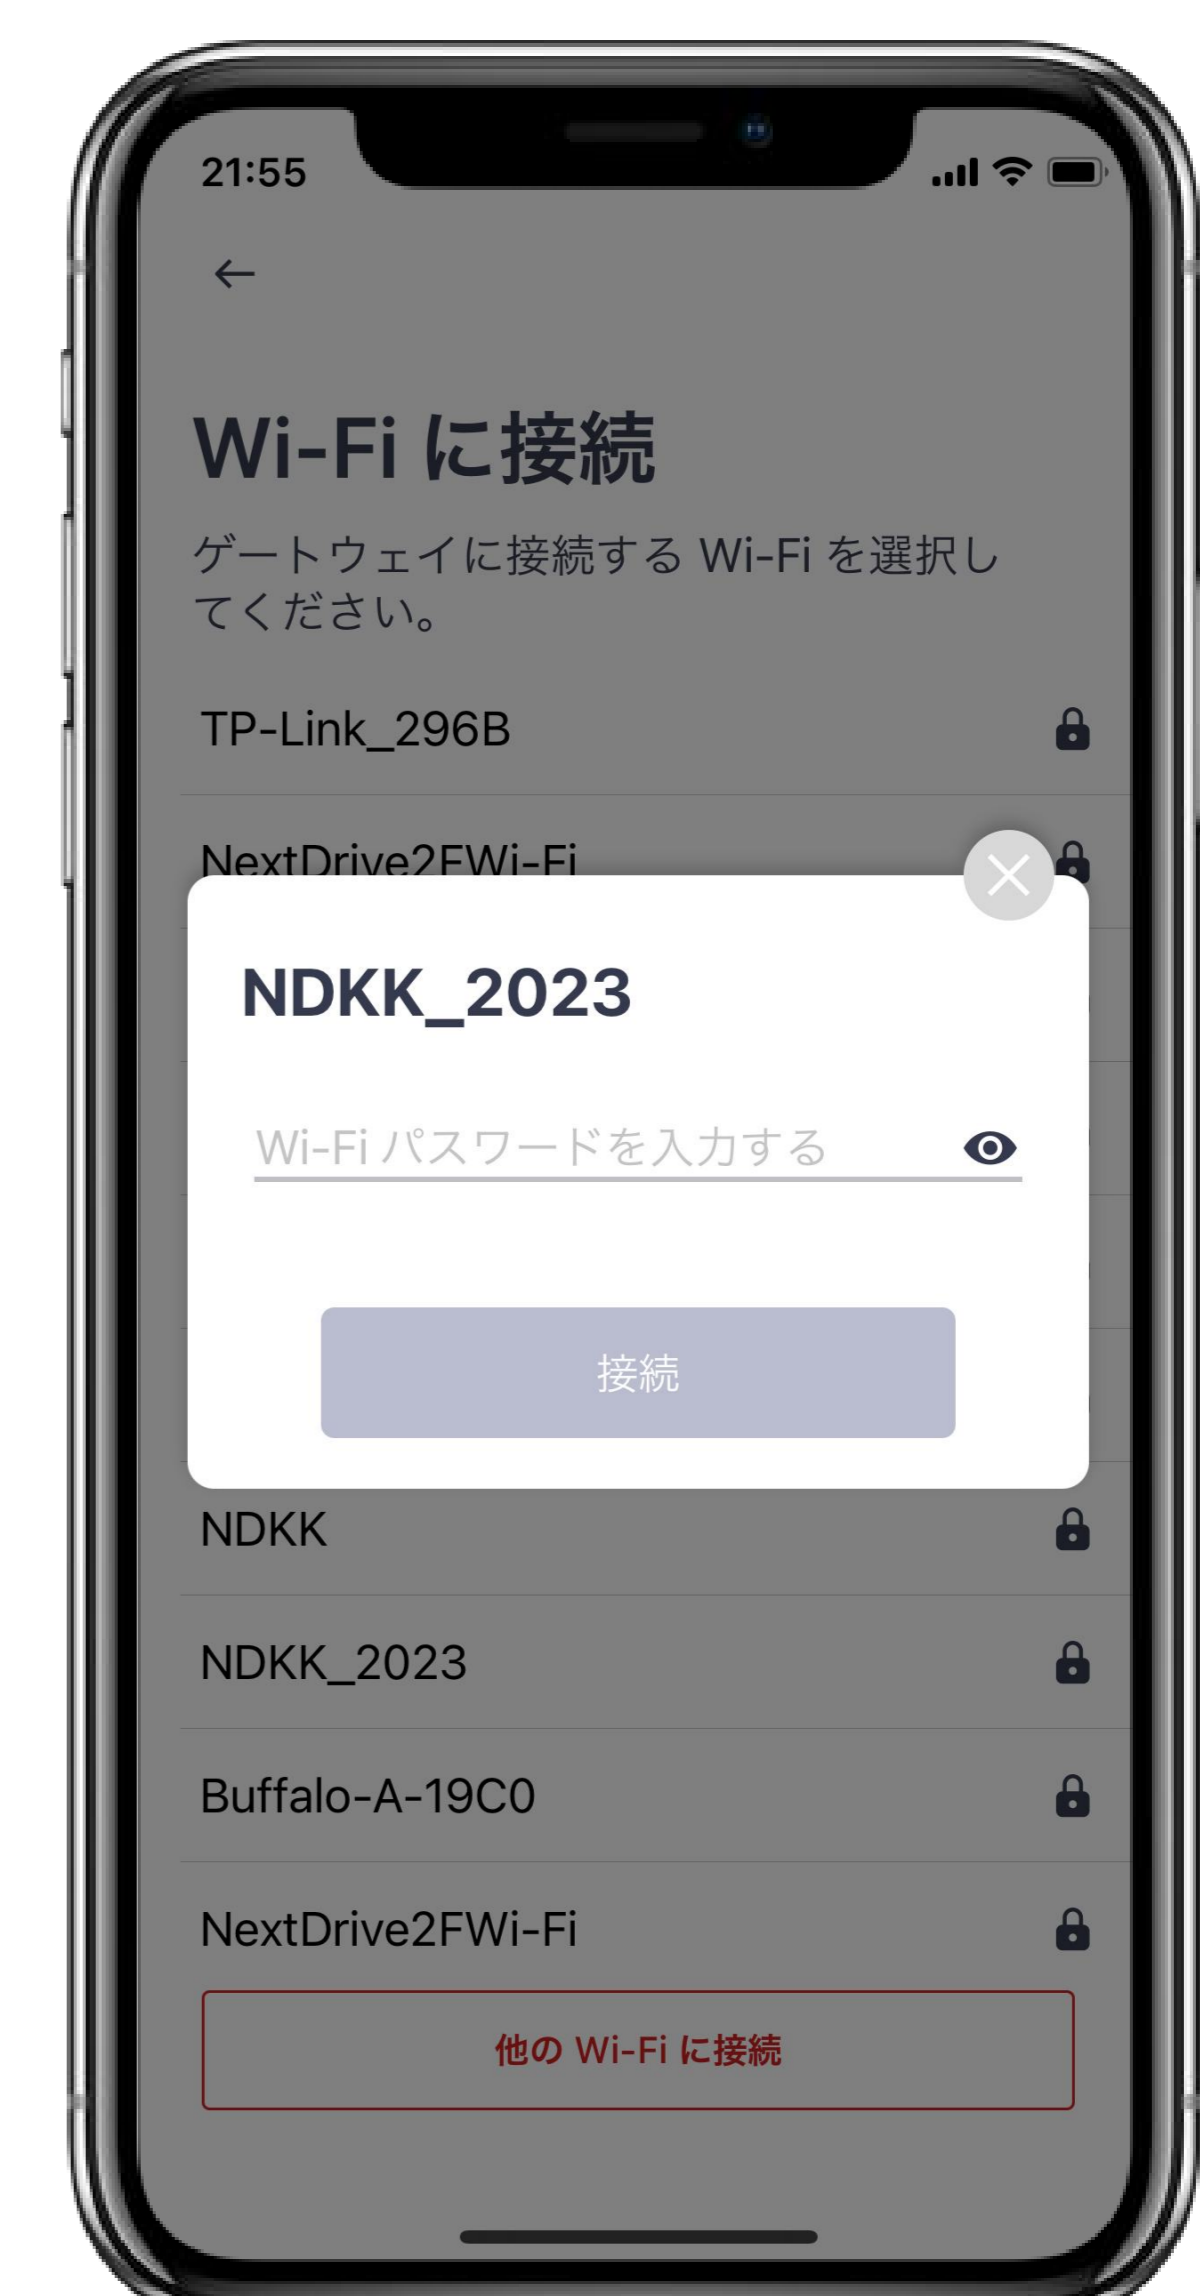 21:55
Wi-Fi に接続
ゲートウェイに接続する Wi-Fi を選択し
てください。
TP-Link_296B
NextDrive2FWi-Fi
NDKK_2023
Wi-Fi パスワードを入力する
接続
NDKK
NDKK_2023
Buffalo-A-19C0
NextDrive2FWi-Fi
他の Wi-Fi に接続